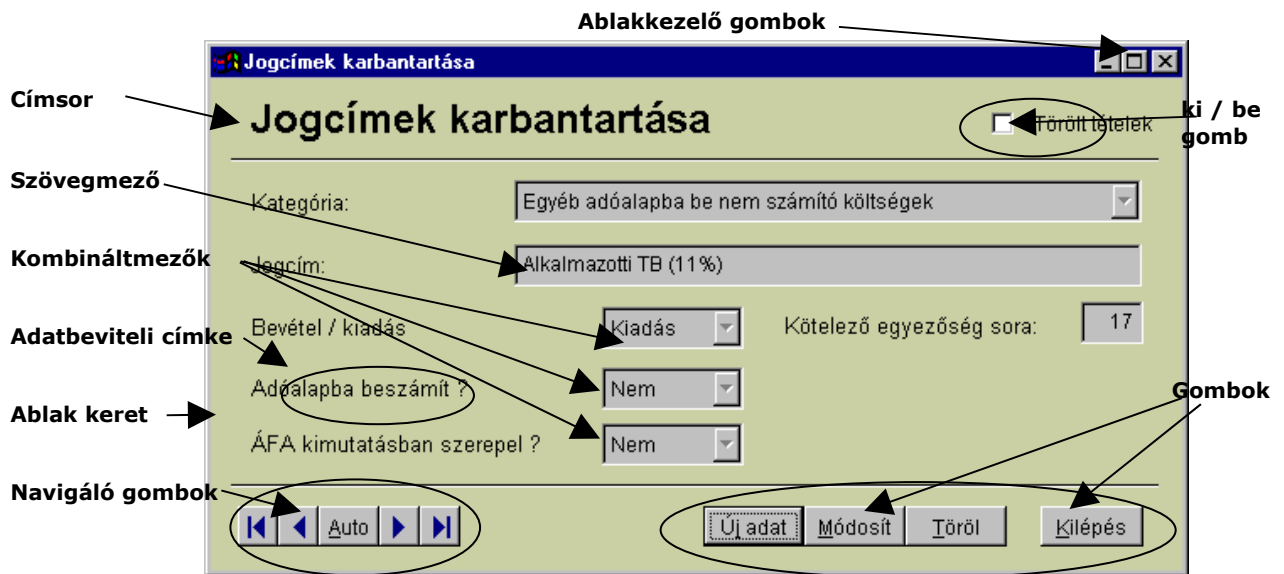 Ablakkezelő gombok
Jogcímek karbantartása
Címsor
Jogcímek karbantartása
Törölt tételek
ki / be
gomb
Szövegmező
Kategória:
Egyéb adóalapba be nem számító költségek
Kombináltmezők
Jogcím:
Alkalmazotti TB (11%)
Adatbeviteli címke
Bevétel / kiadás
Kiadás
Kötelező egyezőség sora:
17
Adóalapba beszámít ?
Nem
Gombok
Ablak keret
ÁFA kimutatásban szerepel ?
Nem
Navigáló gombok
Auto
Új adat
Módosít
Töröl
Kilépés